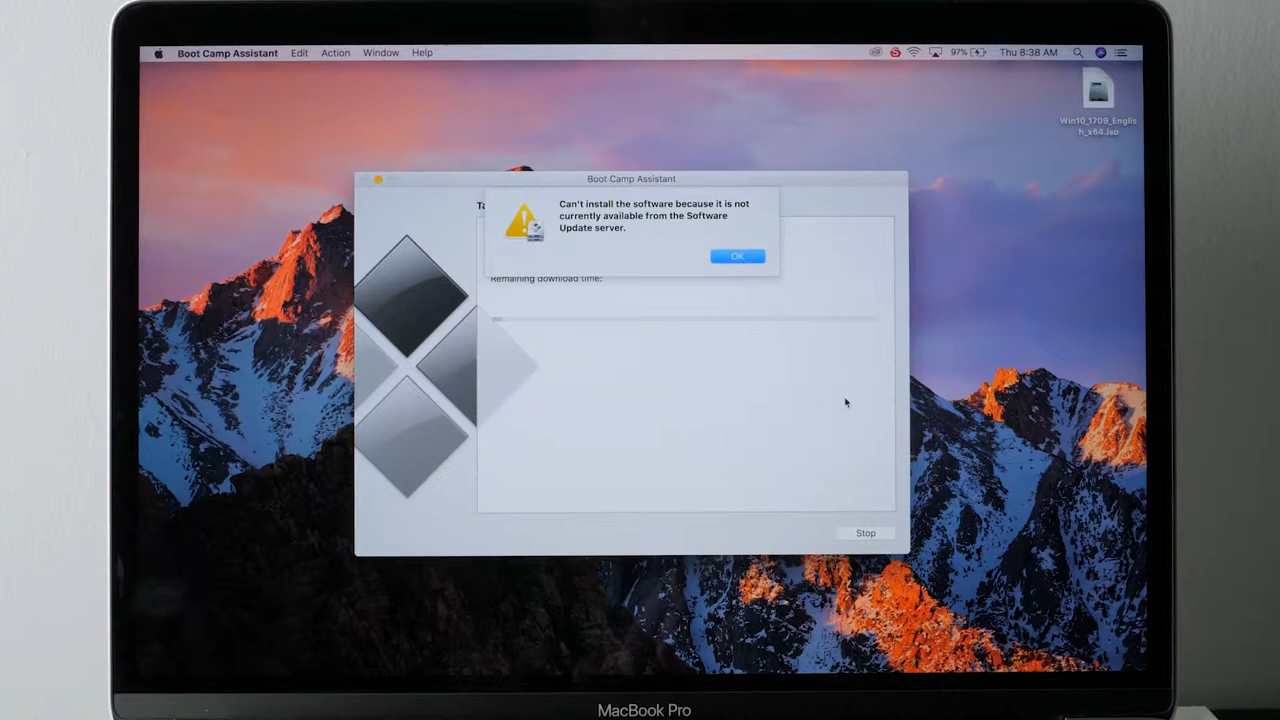 Boot Camp Assistant Edit Action Window Help 97% Thu 8:38 AM
Win10_1709_Englis
h_x64.iso
Boot Camp Assistant
Can't install the software because it is not
currently available from the Software
Update server.
OK
Remaining download time:
Stop
MacBook Pro